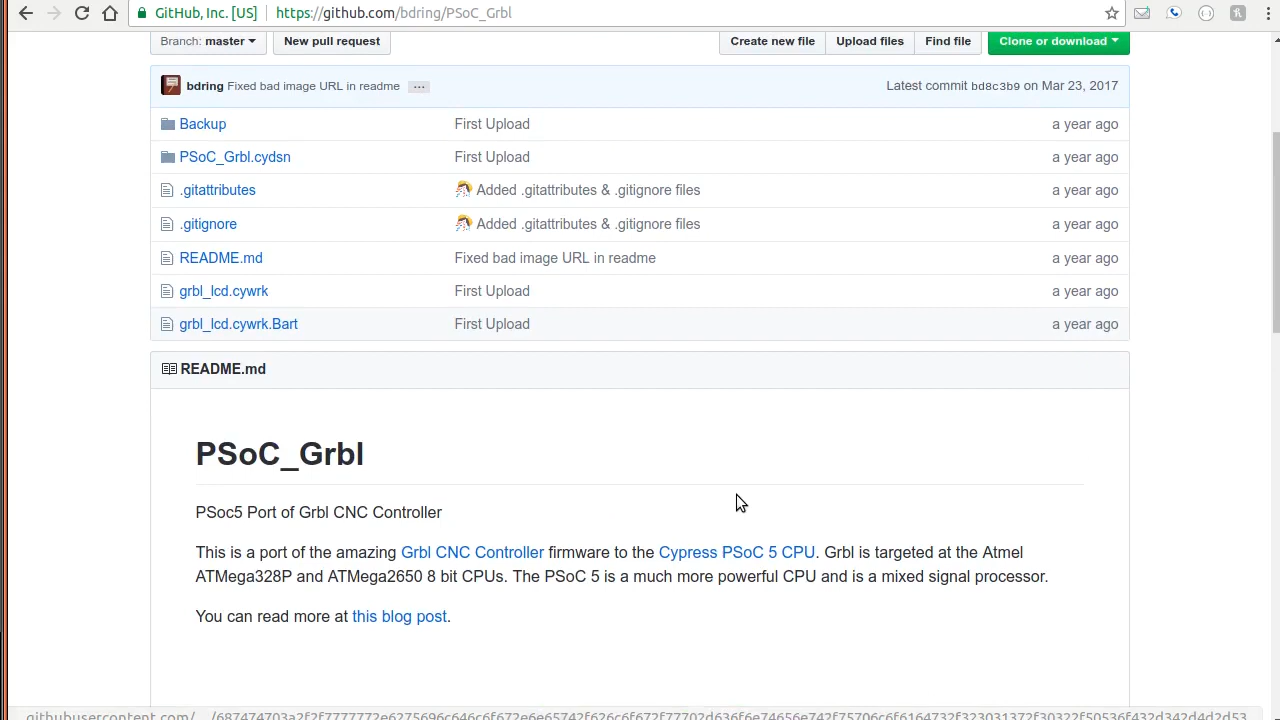 GitHub, Inc. [US] https://github.com/bdring/PSoC_Grbl
Branch: master New pull request Create new file Upload files Find file Clone or download
bdring Fixed bad image URL in readme ... Latest commit bd8c3b9 on Mar 23, 2017
Backup First Upload a year ago
PSoC_Grbl.cydsn First Upload a year ago
.gitattributes Added .gitattributes & .gitignore files a year ago
.gitignore Added .gitattributes & .gitignore files a year ago
README.md Fixed bad image URL in readme a year ago
grbl_lcd.cywrk First Upload a year ago
grbl_lcd.cywrk.Bart First Upload a year ago
README.md
PSoC_Grbl
PSoc5 Port of Grbl CNC Controller
This is a port of the amazing Grbl CNC Controller firmware to the Cypress PSoC 5 CPU. Grbl is targeted at the Atmel
ATMega328P and ATMega2650 8 bit CPUs. The PSoC 5 is a much more powerful CPU and is a mixed signal processor.
You can read more at this blog post.